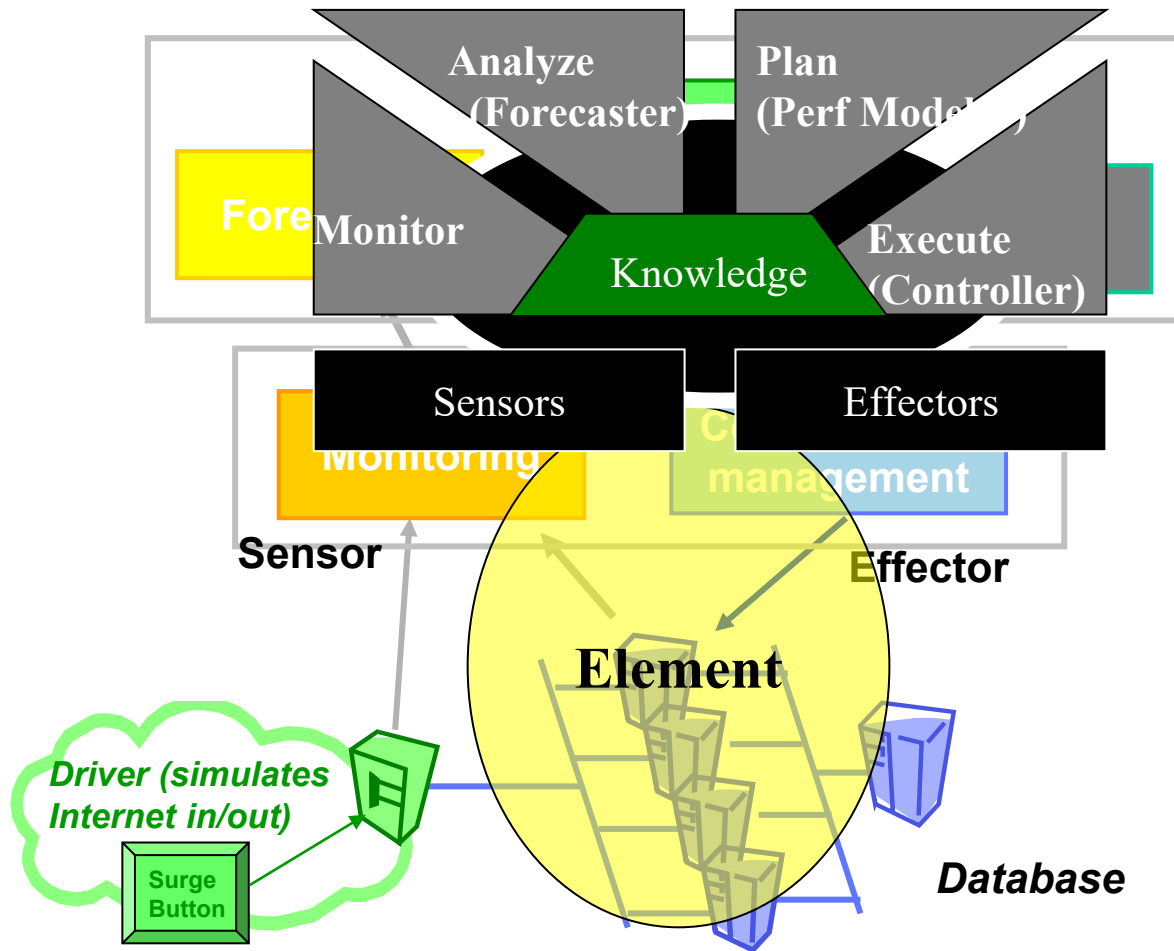 Analyze
(Forecaster)
Plan
(Perf Model
Monitor
Execute
(Controller)
Knowledge
Sensors
Effectors
Monitoring
management
Sensor
Effector
Element
Driver (simulates
Internet in/out)
Surge
Button
Database